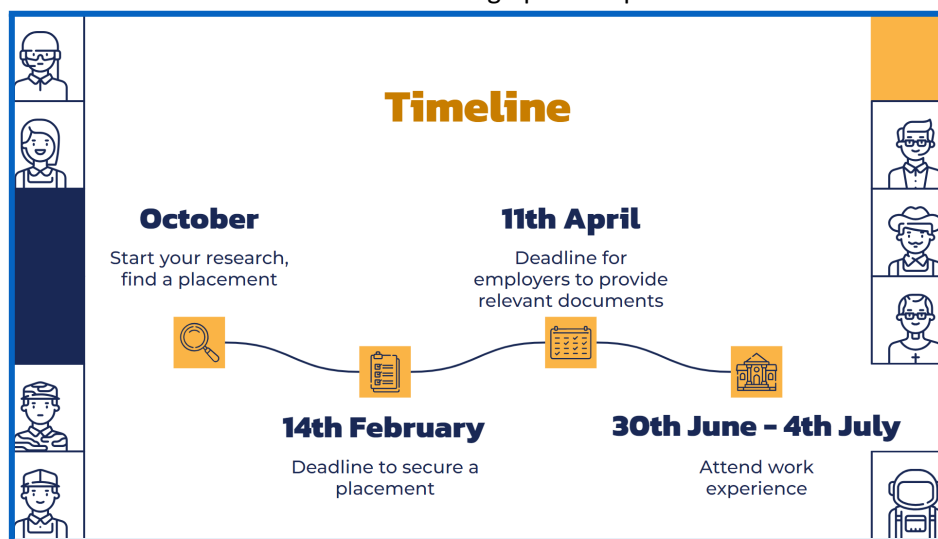 Timeline
October
Start your research,
find a placement
14th February
Deadline to secure a
placement
11th April
Deadline for
employers to provide
relevant documents
30th June - 4th July
Attend work
experience